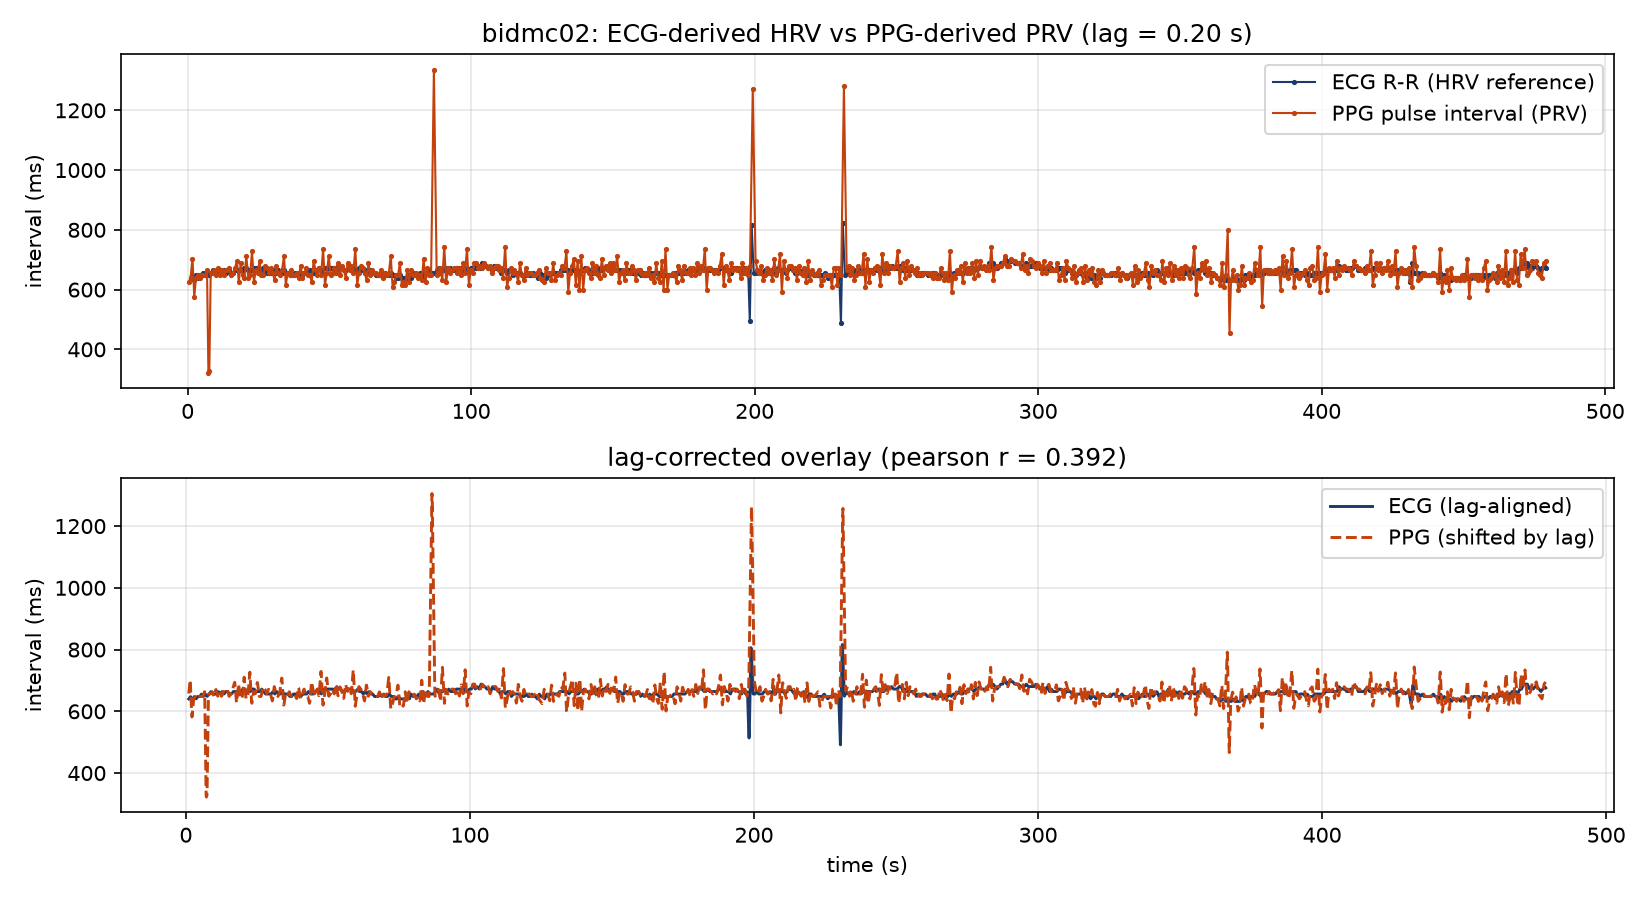 bidmc02: ECG-derived HRV vs PPG-derived PRV (lag = 0.20 s)
ECG R-R (HRV reference)
PPG pulse interval (PRV)
interval (ms)
1200
1000
800
600
400
0 100 200 300 400 500
lag-corrected overlay (pearson r = 0.392)
ECG (lag-aligned)
PPG (shifted by lag)
interval (ms)
1200
1000
800
600
400
0 100 200 300 400 500
time (s)